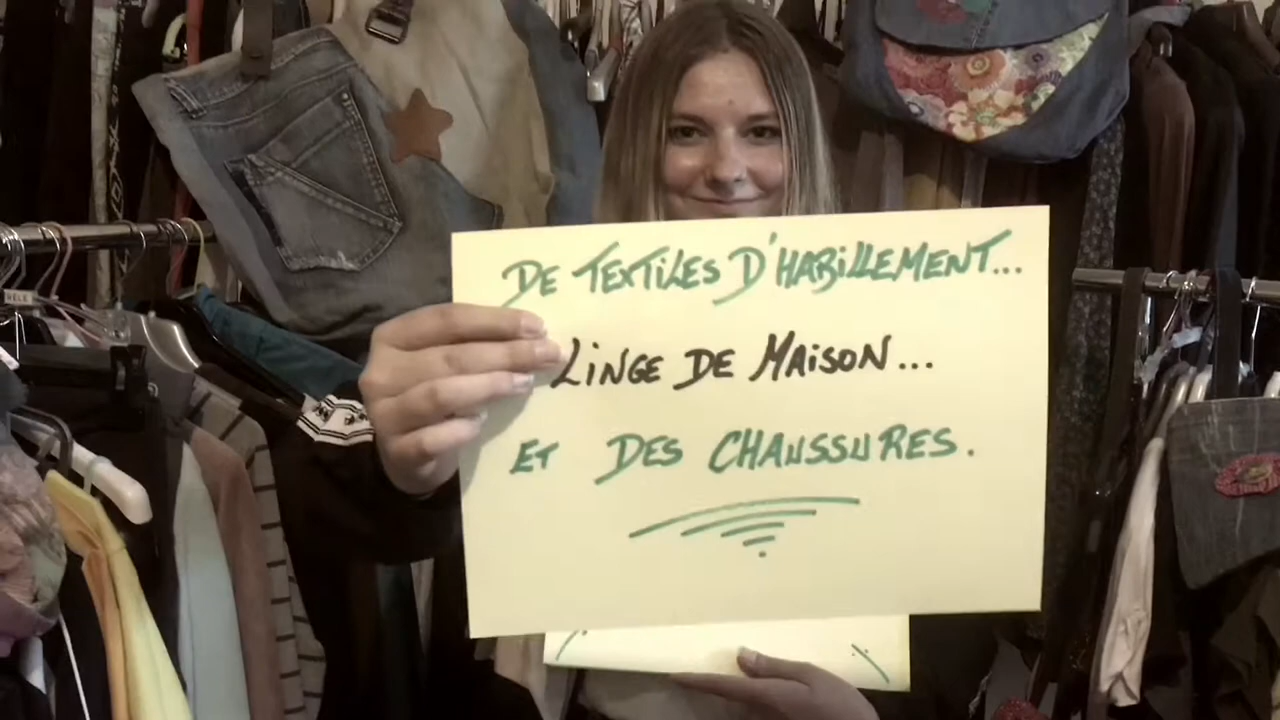 DE TEXTILES D'HABILLEMENT...
LINGE DE MAISON...
ET DES CHAUSSURES.